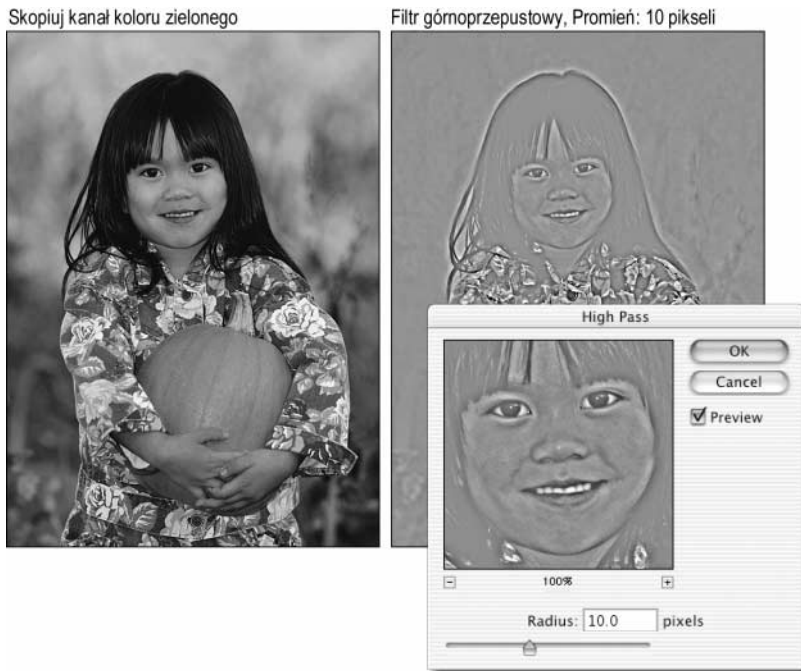 Skopiuj kanał koloru zielonego
Filtr górnoprzepustowy, Promień: 10 pikseli
High Pass
OK
Cancel
Preview
100%
Radius: 10.0 pixels